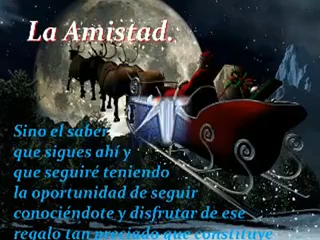 La Amistad.
Sino el saber
que sigues ahí y
que seguiré teniendo
la oportunidad de seguir
conociéndote y disfrutar de ese
regalo tan preciado que constituye